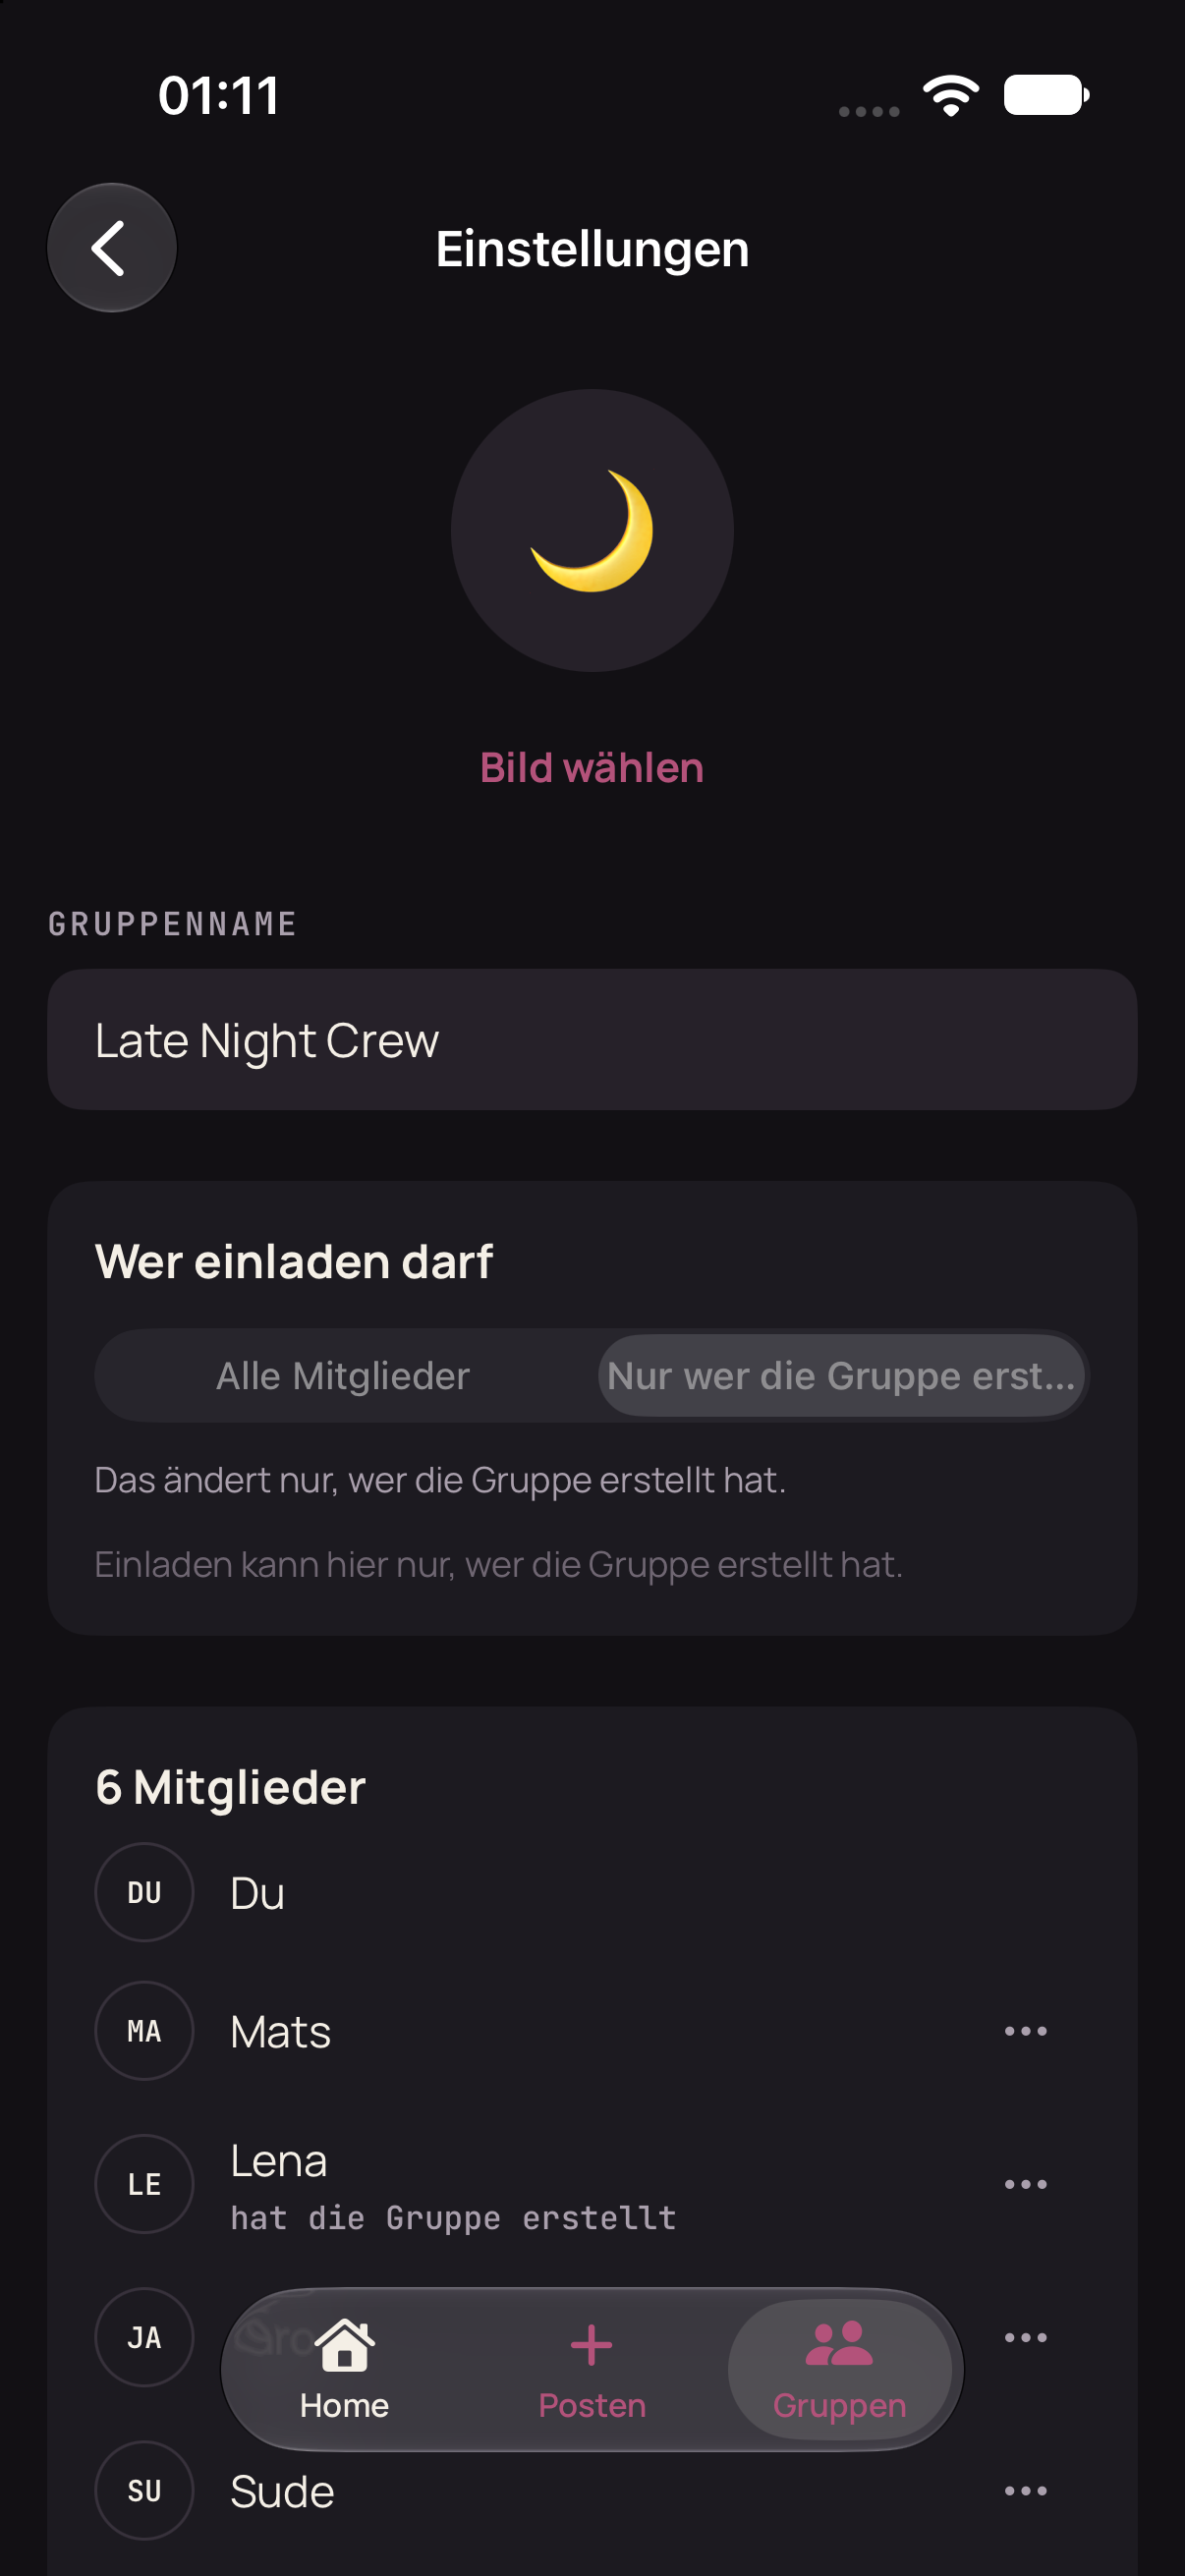 01:11
Einstellungen
Bild wählen
GRUPPENNAME
Late Night Crew
Wer einladen darf
Alle Mitglieder
Nur wer die Gruppe erst...
Das ändert nur, wer die Gruppe erstellt hat.
Einladen kann hier nur, wer die Gruppe erstellt hat.
6 Mitglieder
DU Du
MA Mats
LE Lena
hat die Gruppe erstellt
JA
Home
Posten
Gruppen
SU Sude